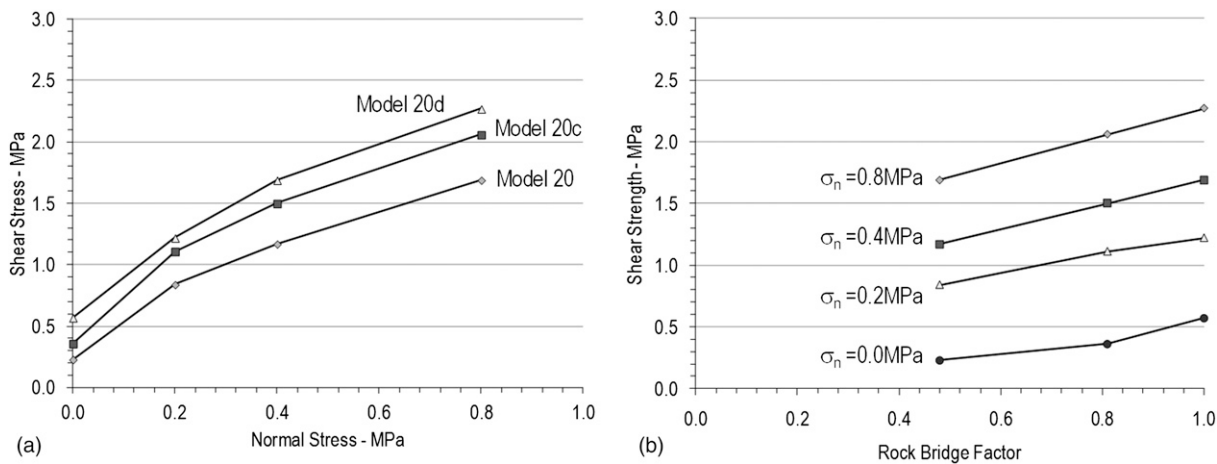 3.0
2.5
2.0
1.5
1.0
0.5
0.0
Shear Stress - MPa
Model 20d
Model 20c
Model 20
0.0 0.2 0.4 0.6 0.8 1.0
Normal Stress - MPa
(a)
3.0
2.5
2.0
1.5
1.0
0.5
0.0
Shear Strength - MPa
σn =0.8MPa
σn =0.4MPa
σn =0.2MPa
σn =0.0MPa
0.0 0.2 0.4 0.6 0.8 1.0
Rock Bridge Factor
(b)